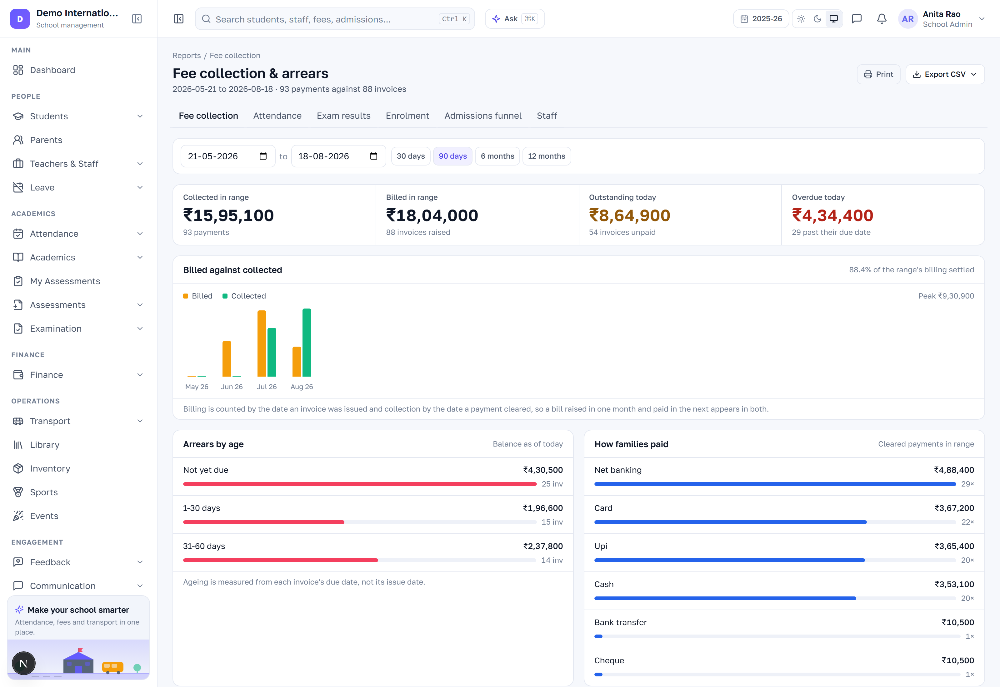 D
Demo Internatio...
School management
MAIN
Dashboard
PEOPLE
Students
Parents
Teachers & Staff
Leave
ACADEMICS
Attendance
Academics
My Assessments
Assessments
Examination
FINANCE
Finance
OPERATIONS
Transport
Library
Inventory
Sports
Events
ENGAGEMENT
Feedback
Communication
Make your school smarter
Attendance, fees and transport in one
place.
N
Search students, staff, fees, admissions...
Ctrl K
Ask ⌘K
2025-26
AR
Anita Rao
School Admin
Reports / Fee collection
Fee collection & arrears
2026-05-21 to 2026-08-18 · 93 payments against 88 invoices
Print
Export CSV
Fee collection Attendance Exam results Enrolment Admissions funnel Staff
21-05-2026 to 18-08-2026 30 days 90 days 6 months 12 months
Collected in range
₹15,95,100
93 payments
Billed in range
₹18,04,000
88 invoices raised
Outstanding today
₹8,64,900
54 invoices unpaid
Overdue today
₹4,34,400
29 past their due date
Billed against collected
88.4% of the range's billing settled
Billed Collected
Peak ₹9,30,900
May 26 Jun 26 Jul 26 Aug 26
Billing is counted by the date an invoice was issued and collection by the date a payment cleared, so a bill raised in one month and paid in the next appears in both.
Arrears by age
Balance as of today
Not yet due ₹4,30,500
25 inv
1-30 days ₹1,96,600
15 inv
31-60 days ₹2,37,800
14 inv
Ageing is measured from each invoice's due date, not its issue date.
How families paid
Cleared payments in range
Net banking ₹4,88,400
29×
Card ₹3,67,200
22×
Upi ₹3,65,400
20×
Cash ₹3,53,100
20×
Bank transfer ₹10,500
1×
Cheque ₹10,500
1×